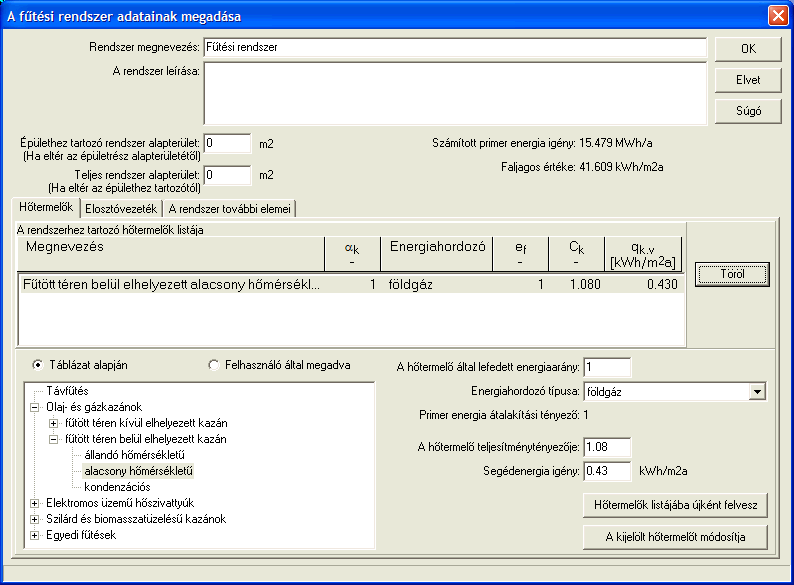 A fűtési rendszer adatainak megadása
Rendszer megnevezés: Fűtési rendszer
OK
A rendszer leírása:
Elvet
Súgó
Épülethez tartozó rendszer alapterület: 0 m2
(Ha eltér az épületrész alapterületétől)
Számított primer energia igény: 15.479 MWh/a
Teljes rendszer alapterület: 0 m2
(Ha eltér az épülethez tartozótól)
Faljagos értéke: 41.609 kWh/m2a
Hőtermelők Elosztóvezeték A rendszer további elemei
A rendszerhez tartozó hőtermelők listája
Megnevezés αk Energiahordozó ef Ck qk,v
- - - [kWh/m2a]
Fűtött téren belül elhelyezett alacsony hőmérsékl... 1 földgáz 1 1.080 0.430
Töröl
Táblázat alapján Felhasználó által megadva
A hőtermelő által lefedett energiaarány: 1
Távfűtés
Olaj- és gázkazánok
fűtött téren kívül elhelyezett kazán
fűtött téren belül elhelyezett kazán
állandó hőmérsékletű
alacsony hőmérsékletű
kondenzációs
Elektromos üzemű hőszivattyúk
Szilárd és biomasszatüzelésű kazánok
Egyedi fűtések
Energiahordozó típusa: földgáz
Primer energia átalakítási tényező: 1
A hőtermelő teljesítménytényezője: 1.08
Segédenergia igény: 0.43 kWh/m2a
Hőtermelők listájába újként felvesz
A kijelölt hőtermelőt módosítja